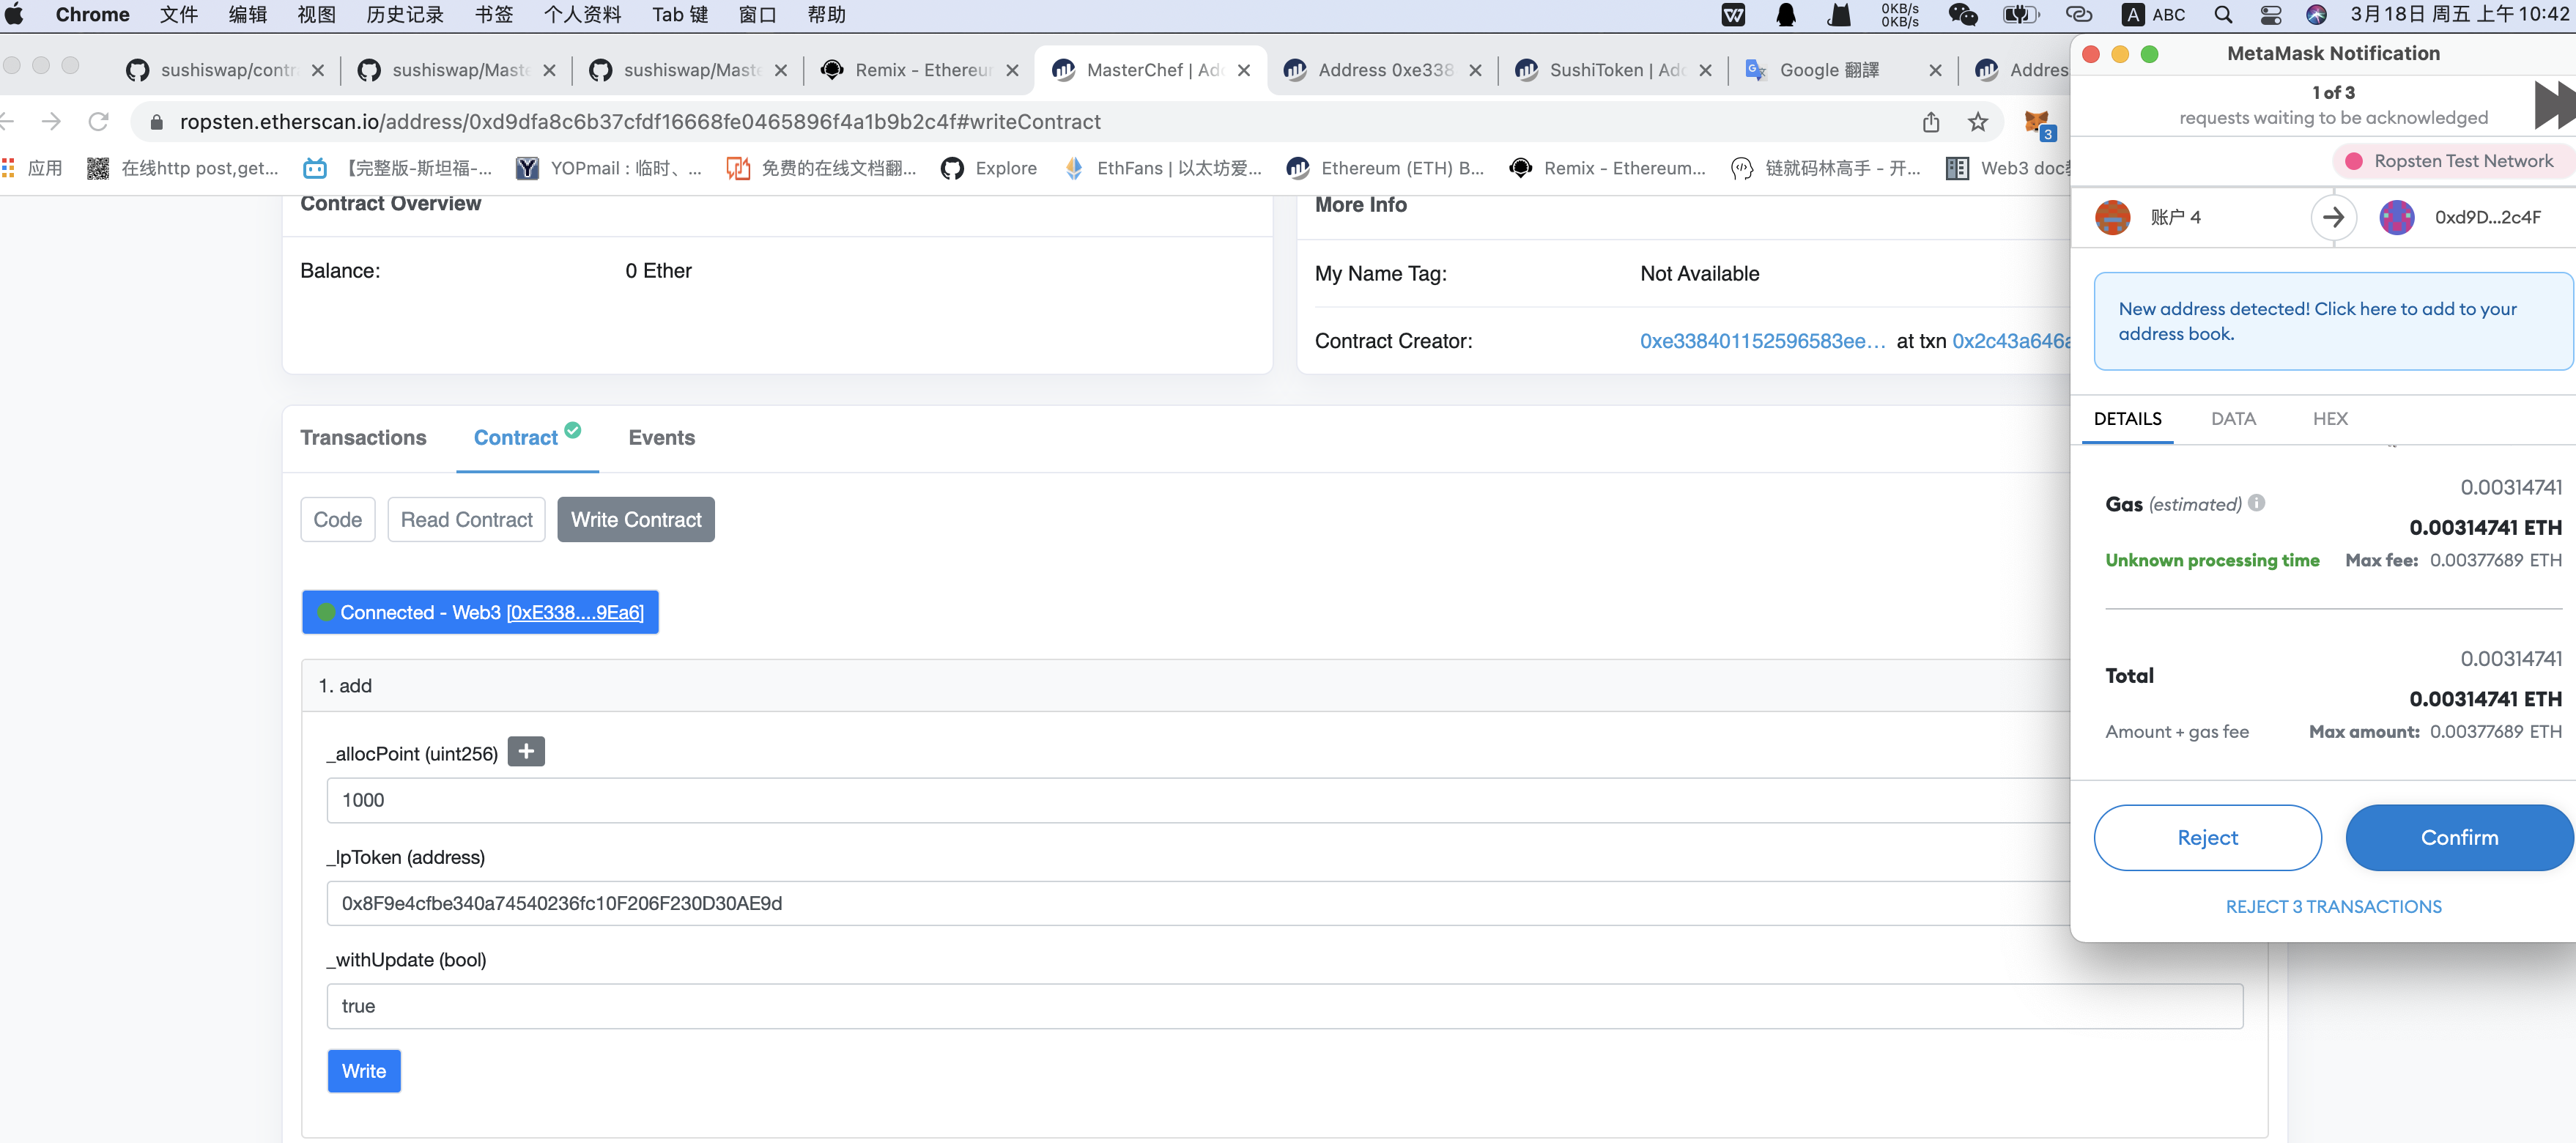 Chrome 文件 编辑 视图 历史记录 书签 个人资料 Tab 键 窗口 帮助 0KB/s 0KB/s A ABC 3月18日 周五 上午10:42
sushiswap/contr sushiswap/Maste sushiswap/Maste Remix - Ethereur MasterChef | Add Address 0xe338 SushiToken | Add Google 翻譯 Addres
ropsten.etherscan.io/address/0xd9dfa8c6b37cfdf16668fe0465896f4a1b9b2c4f#writeContract 3
应用 在线http post,get... 【完整版-斯坦福-... YOPmail : 临时、... 免费的在线文档翻... Explore EthFans | 以太坊爱... Ethereum (ETH) B... Remix - Ethereum... 链就码林高手 - 开... Web3 doc
Contract Overview
Balance: 0 Ether
More Info
My Name Tag: Not Available
Contract Creator: 0xe338401152596583ee... at txn 0x2c43a646a
Transactions Contract Events
Code Read Contract Write Contract
Connected - Web3 [0xE338....9Ea6]
1. add
_allocPoint (uint256) +
1000
_lpToken (address)
0x8F9e4cfbe340a74540236fc10F206F230D30AE9d
_withUpdate (bool)
true
Write
MetaMask Notification
1 of 3
requests waiting to be acknowledged
Ropsten Test Network
账户 4 0xd9D...2c4F
New address detected! Click here to add to your
address book.
DETAILS DATA HEX
0.00314741
Gas (estimated)
0.00314741 ETH
Unknown processing time Max fee: 0.00377689 ETH
0.00314741
Total
0.00314741 ETH
Amount + gas fee Max amount: 0.00377689 ETH
Reject Confirm
REJECT 3 TRANSACTIONS